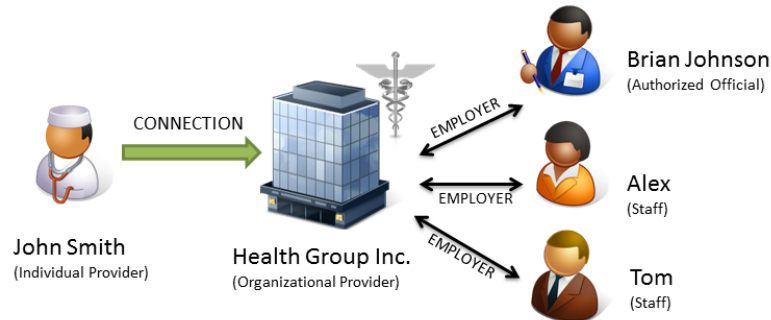 CONNECTION
John Smith
(Individual Provider)
Health Group Inc.
(Organizational Provider)
EMPLOYER
Brian Johnson
(Authorized Official)
EMPLOYER
Alex
(Staff)
EMPLOYER
Tom
(Staff)